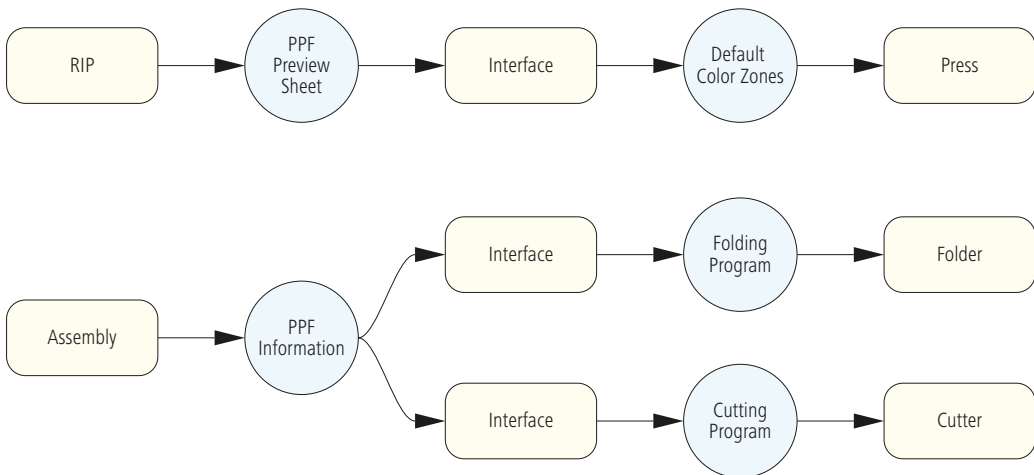 RIP
PPF
Preview
Sheet
Interface
Default
Color Zones
Press
Assembly
PPF
Information
Interface
Folding
Program
Folder
Interface
Cutting
Program
Cutter